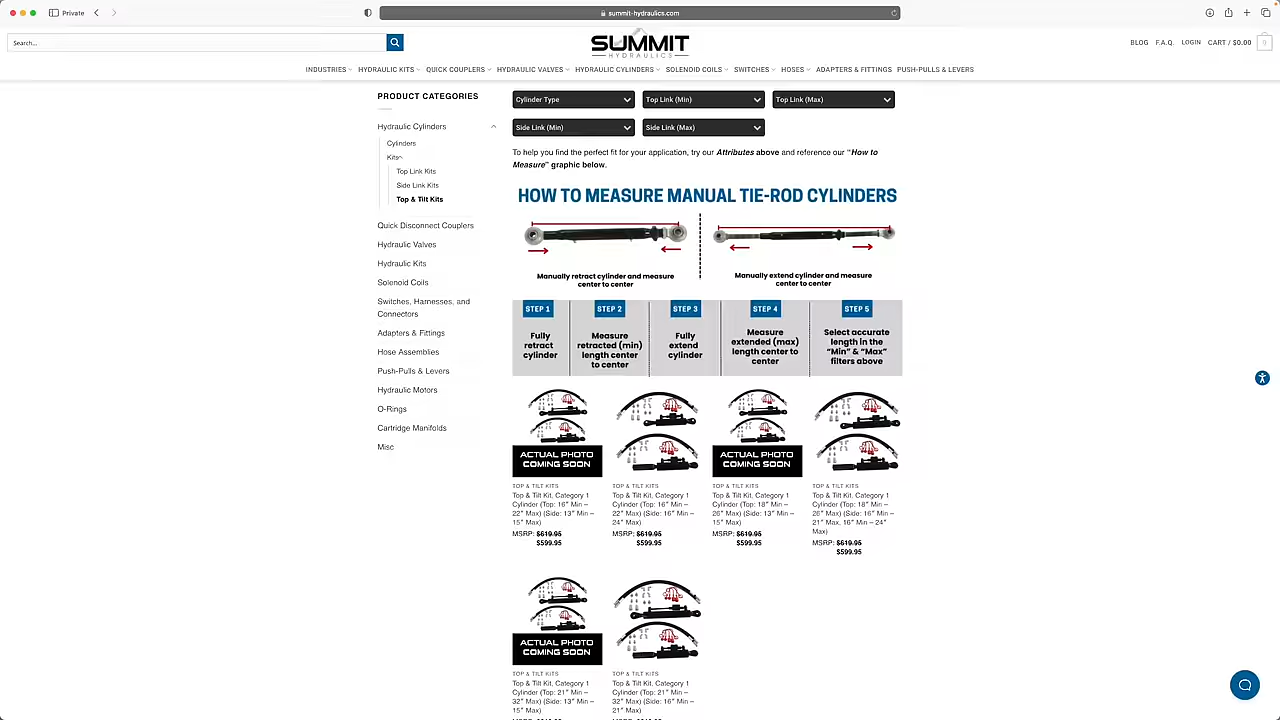 Private
summit-hydraulics.com
Search...
SUMMIT
HYDRAULICS
BLOG F.A.Q. LOGIN CART / $0.00 0
INDUSTRIES HYDRAULIC KITS QUICK COUPLERS HYDRAULIC VALVES HYDRAULIC CYLINDERS SOLENOID COILS SWITCHES HOSES ADAPTERS & FITTINGS PUSH-PULLS & LEVERS
PRODUCT CATEGORIES
Hydraulic Cylinders
Cylinders
Kits
Top Link Kits
Side Link Kits
Top & Tilt Kits
Quick Disconnect Couplers
Hydraulic Valves
Hydraulic Kits
Solenoid Coils
Switches, Harnesses, and
Connectors
Adapters & Fittings
Hose Assemblies
Push-Pulls & Levers
Hydraulic Motors
O-Rings
Cartridge Manifolds
Misc
Cylinder Type
Top Link (Min)
Top Link (Max)
Side Link (Min)
Side Link (Max)
To help you find the perfect fit for your application, try our Attributes above and reference our "How to
Measure" graphic below.
HOW TO MEASURE MANUAL TIE-ROD CYLINDERS
Manually retract cylinder and measure
center to center
Manually extend cylinder and measure
center to center
STEP 1
Fully
retract
cylinder
STEP 2
Measure
retracted (min)
length center
to center
STEP 3
Fully
extend
cylinder
STEP 4
Measure
extended (max)
length center to
center
STEP 5
Select accurate
length in the
"Min" & "Max"
filters above
ACTUAL PHOTO
COMING SOON
TOP & TILT KITS
Top & Tilt Kit, Category 1
Cylinder (Top: 16" Min –
22" Max) (Side: 13" Min –
15" Max)
MSRP: $619.95
$599.95
TOP & TILT KITS
Top & Tilt Kit, Category 1
Cylinder (Top: 16" Min –
22" Max) (Side: 16" Min –
24" Max)
MSRP: $619.95
$599.95
ACTUAL PHOTO
COMING SOON
TOP & TILT KITS
Top & Tilt Kit, Category 1
Cylinder (Top: 18" Min –
26" Max) (Side: 13" Min –
15" Max)
MSRP: $619.95
$599.95
TOP & TILT KITS
Top & Tilt Kit, Category 1
Cylinder (Top: 18" Min –
26" Max) (Side: 16" Min –
21" Max, 16" Min – 24"
Max)
MSRP: $619.95
$599.95
ACTUAL PHOTO
COMING SOON
TOP & TILT KITS
Top & Tilt Kit, Category 1
Cylinder (Top: 21" Min –
32" Max) (Side: 13" Min –
15" Max)
TOP & TILT KITS
Top & Tilt Kit, Category 1
Cylinder (Top: 21" Min –
32" Max) (Side: 16" Min –
21" Max)